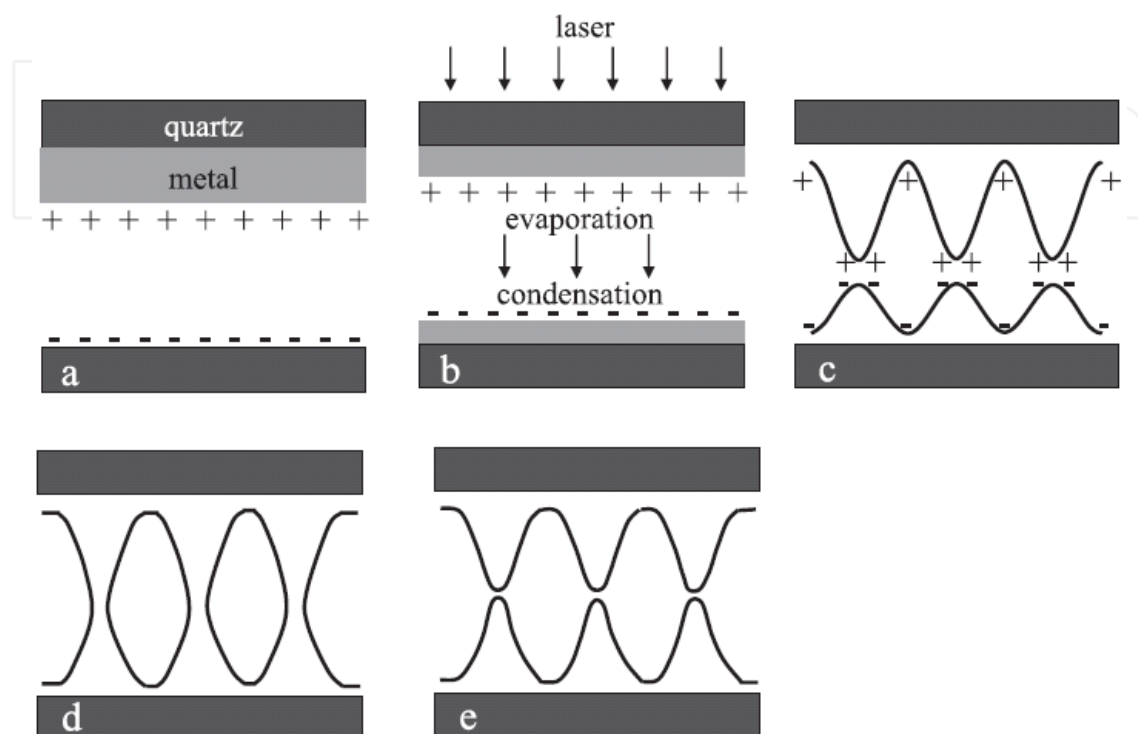 laser
quartz
metal
+ + + + + + + + +
- - - - - - - - - - - -
a
+ + + + + + + + +
evaporation
condensation
- - - - - - - - - -
b
+ + + +
+ + + + + +
- - - - - -
- - - -
c
d
e